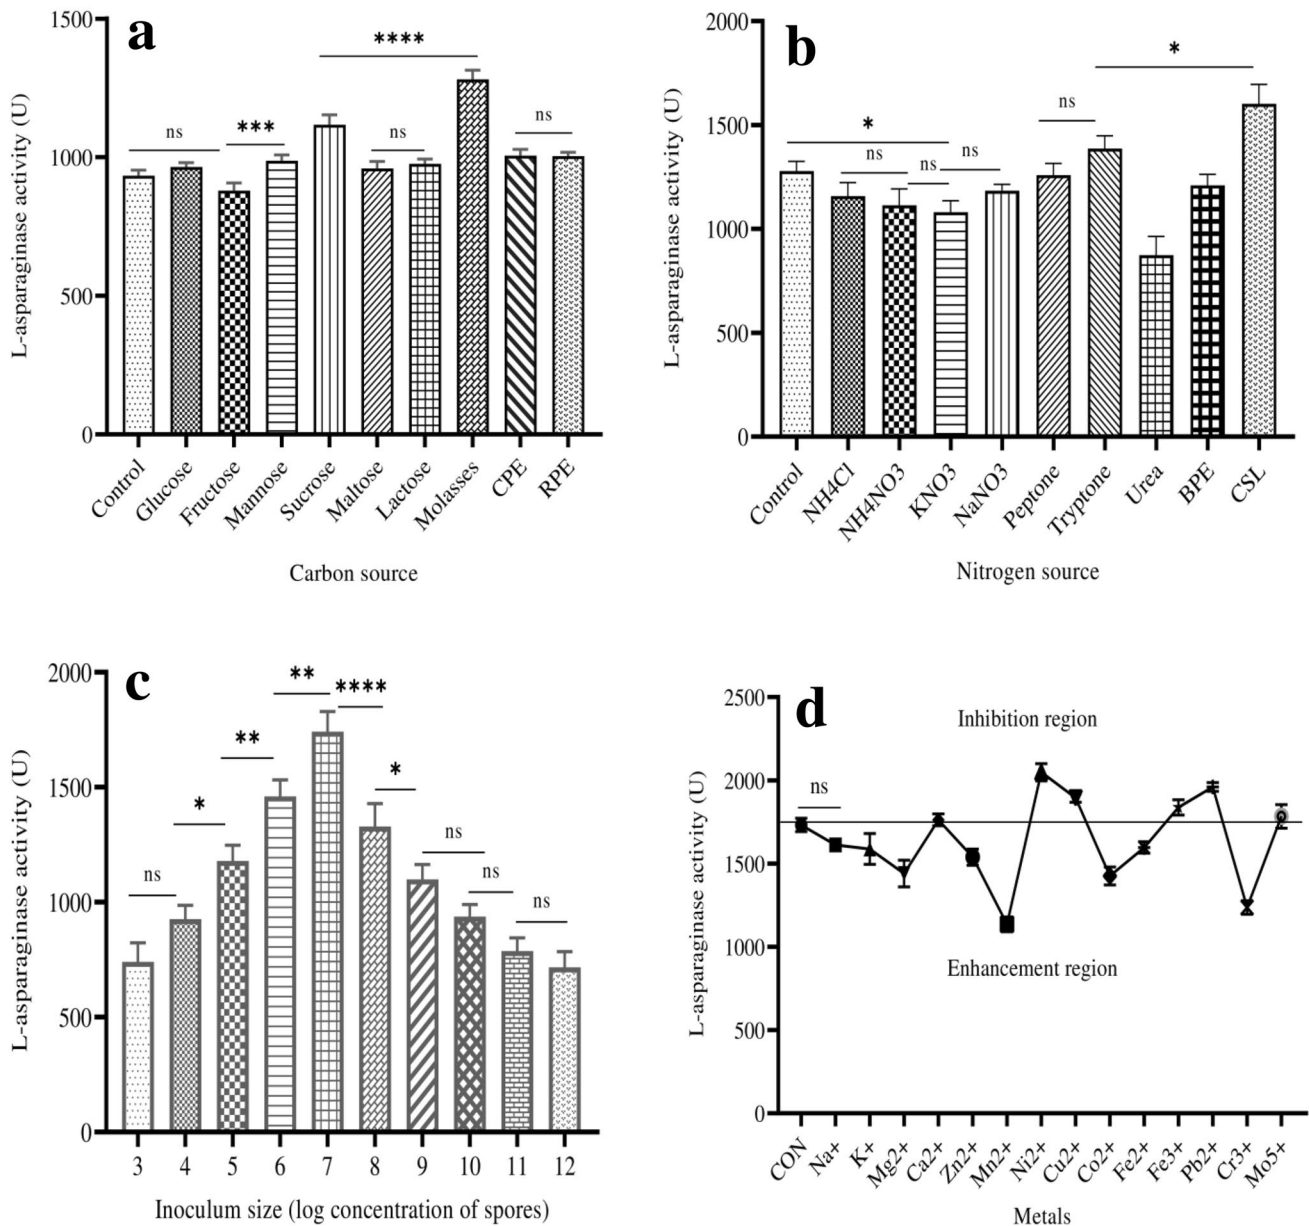 a
L-asparaginase activity (U)
1500
1000
500
0
ns
***
****
ns
ns
Control
Glucose
Fructose
Mannose
Sucrose
Maltose
Lactose
Molasses
CPE
RPE
Carbon source
b
L-asparaginase activity (U)
2000
1500
1000
500
0
*
ns
ns
ns
ns
*
Control
NH4Cl
NH4NO3
KNO3
NaNO3
Peptone
Tryptone
Urea
BPE
CSL
Nitrogen source
c
L-asparaginase activity (U)
2000
1500
1000
500
0
ns
*
**
**
****
*
ns
ns
ns
3 4 5 6 7 8 9 10 11 12
Inoculum size (log concentration of spores)
d
L-asparaginase activity (U)
2500
2000
1500
1000
500
0
Inhibition region
ns
Enhancement region
CON
Na+
K+
Mg2+
Ca2+
Zn2+
Mn2+
Ni2+
Cu2+
Co2+
Fe2+
Fe3+
Pb2+
Cr3+
Mo5+
Metals